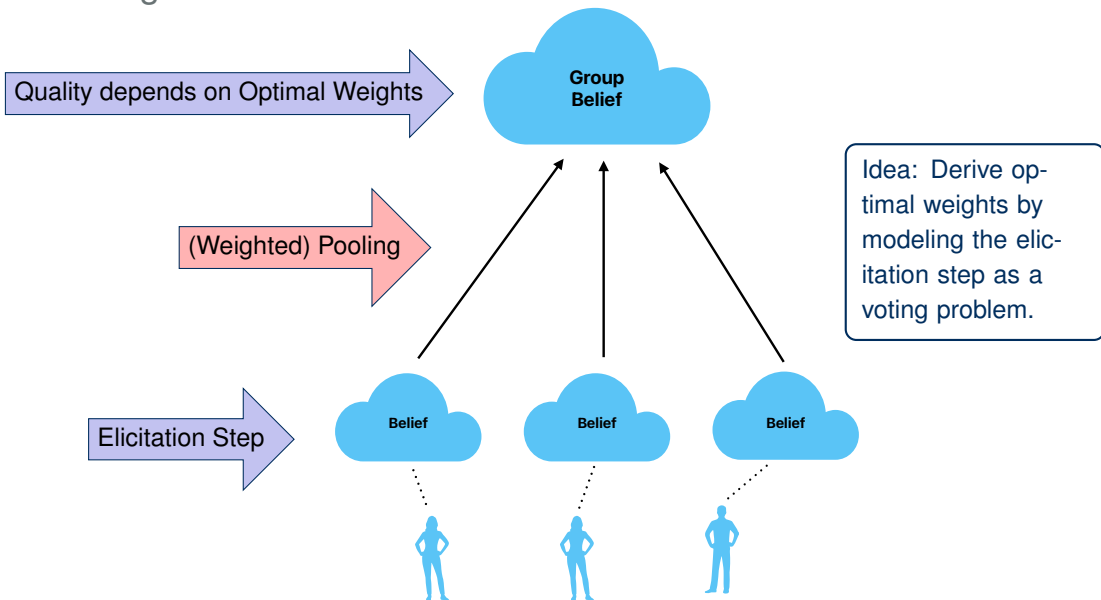 Quality depends on Optimal Weights
Group
Belief
Idea: Derive op-
timal weights by
modeling the elic-
itation step as a
voting problem.
(Weighted) Pooling
Elicitation Step
Belief
Belief
Belief